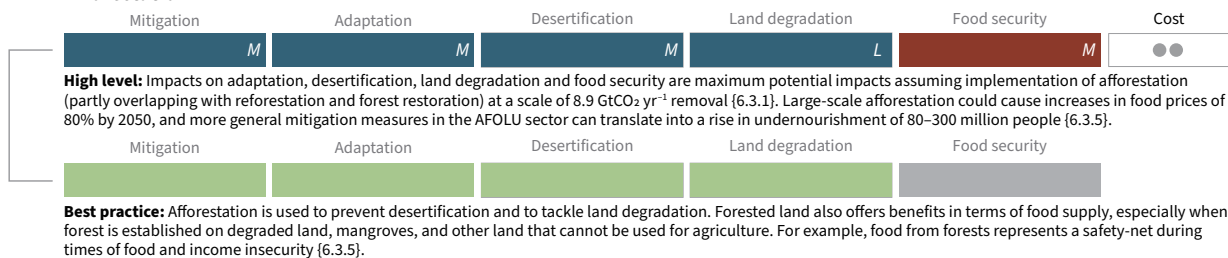 Mitigation Adaptation Desertification Land degradation Food security Cost
M M M L M
High level: Impacts on adaptation, desertification, land degradation and food security are maximum potential impacts assuming implementation of afforestation
(partly overlapping with reforestation and forest restoration) at a scale of 8.9 GtCO₂ yr⁻¹ removal {6.3.1}. Large-scale afforestation could cause increases in food prices of
80% by 2050, and more general mitigation measures in the AFOLU sector can translate into a rise in undernourishment of 80–300 million people {6.3.5}.
Mitigation Adaptation Desertification Land degradation Food security
Best practice: Afforestation is used to prevent desertification and to tackle land degradation. Forested land also offers benefits in terms of food supply, especially when
forest is established on degraded land, mangroves, and other land that cannot be used for agriculture. For example, food from forests represents a safety-net during
times of food and income insecurity {6.3.5}.